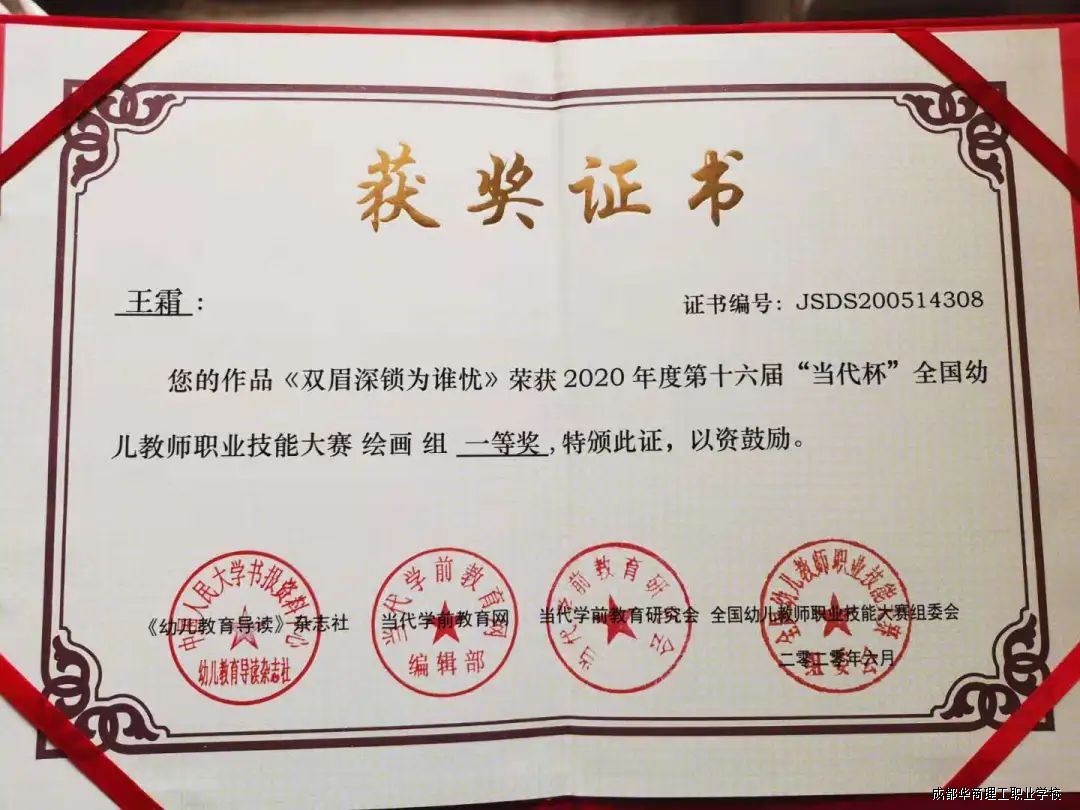 获奖证书
王霜：
证书编号：JSDS200514308
您的作品《双眉深锁为谁忧》荣获2020年度第十六届“当代杯”全国幼
儿教师职业技能大赛 绘画 组 一等奖,特颁此证，以资鼓励。
中国人民大学书报资料中心
幼儿教育导读杂志社
《幼儿教育导读》杂志社
当代学前教育网
编辑部
当代学前教育网
当代学前教育研究会
当代学前教育研究会
全国幼儿教师职业技能大赛
组委会
全国幼儿教师职业技能大赛组委会
二零二零年六月
成都华商理工职业学校